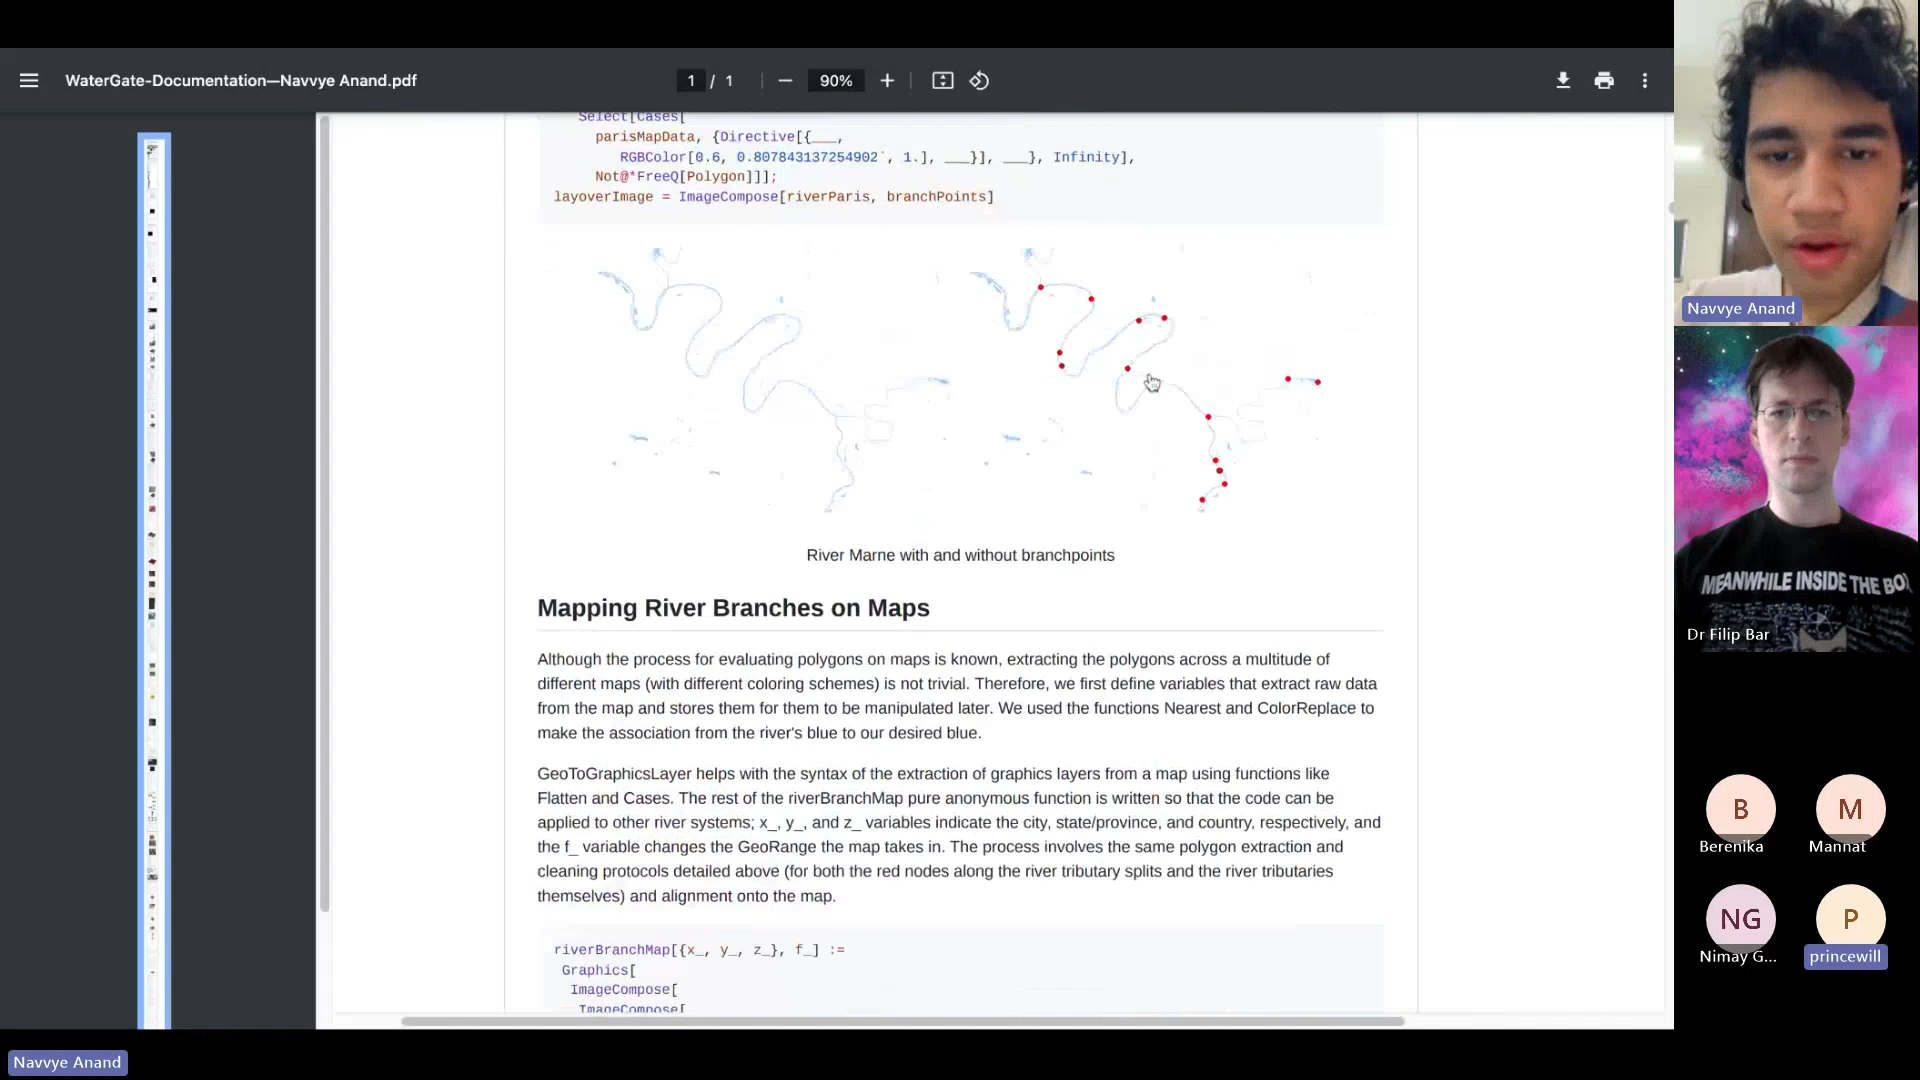 WaterGate-Documentation—Navvye Anand.pdf
1 / 1
90%
Select[Cases[
parisMapData, {Directive[{___,
RGBColor[0.6, 0.807843137254902`, 1.], ___}], ___}, Infinity],
Not@*FreeQ[Polygon]]];
layoverImage = ImageCompose[riverParis, branchPoints]
River Marne with and without branchpoints
Mapping River Branches on Maps
Although the process for evaluating polygons on maps is known, extracting the polygons across a multitude of
different maps (with different coloring schemes) is not trivial. Therefore, we first define variables that extract raw data
from the map and stores them for them to be manipulated later. We used the functions Nearest and ColorReplace to
make the association from the river's blue to our desired blue.
GeoToGraphicsLayer helps with the syntax of the extraction of graphics layers from a map using functions like
Flatten and Cases. The rest of the riverBranchMap pure anonymous function is written so that the code can be
applied to other river systems; x_, y_, and z_ variables indicate the city, state/province, and country, respectively, and
the f_ variable changes the GeoRange the map takes in. The process involves the same polygon extraction and
cleaning protocols detailed above (for both the red nodes along the river tributary splits and the river tributaries
themselves) and alignment onto the map.
riverBranchMap[{x_, y_, z_}, f_] :=
Graphics[
ImageCompose[
ImageCompose[
Navvye Anand
MEANWHILE INSIDE THE BOX
Dr Filip Bar
B
Berenika
M
Mannat
NG
Nimay G...
P
princewill
Navvye Anand